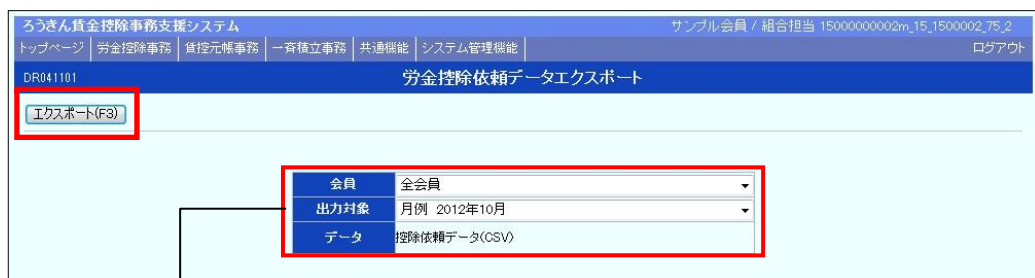 ろうきん賃金控除事務支援システム サンプル会員 / 組合担当 15000000002m_15_1500002_75_2
トップページ 労金控除事務 賃控元帳事務 一斉積立事務 共通機能 システム管理機能 ログアウト
DR041101 労金控除依頼データエクスポート
エクスポート(F3)
会員 全会員
出力対象 月例 2012年10月
データ 控除依頼データ(CSV)